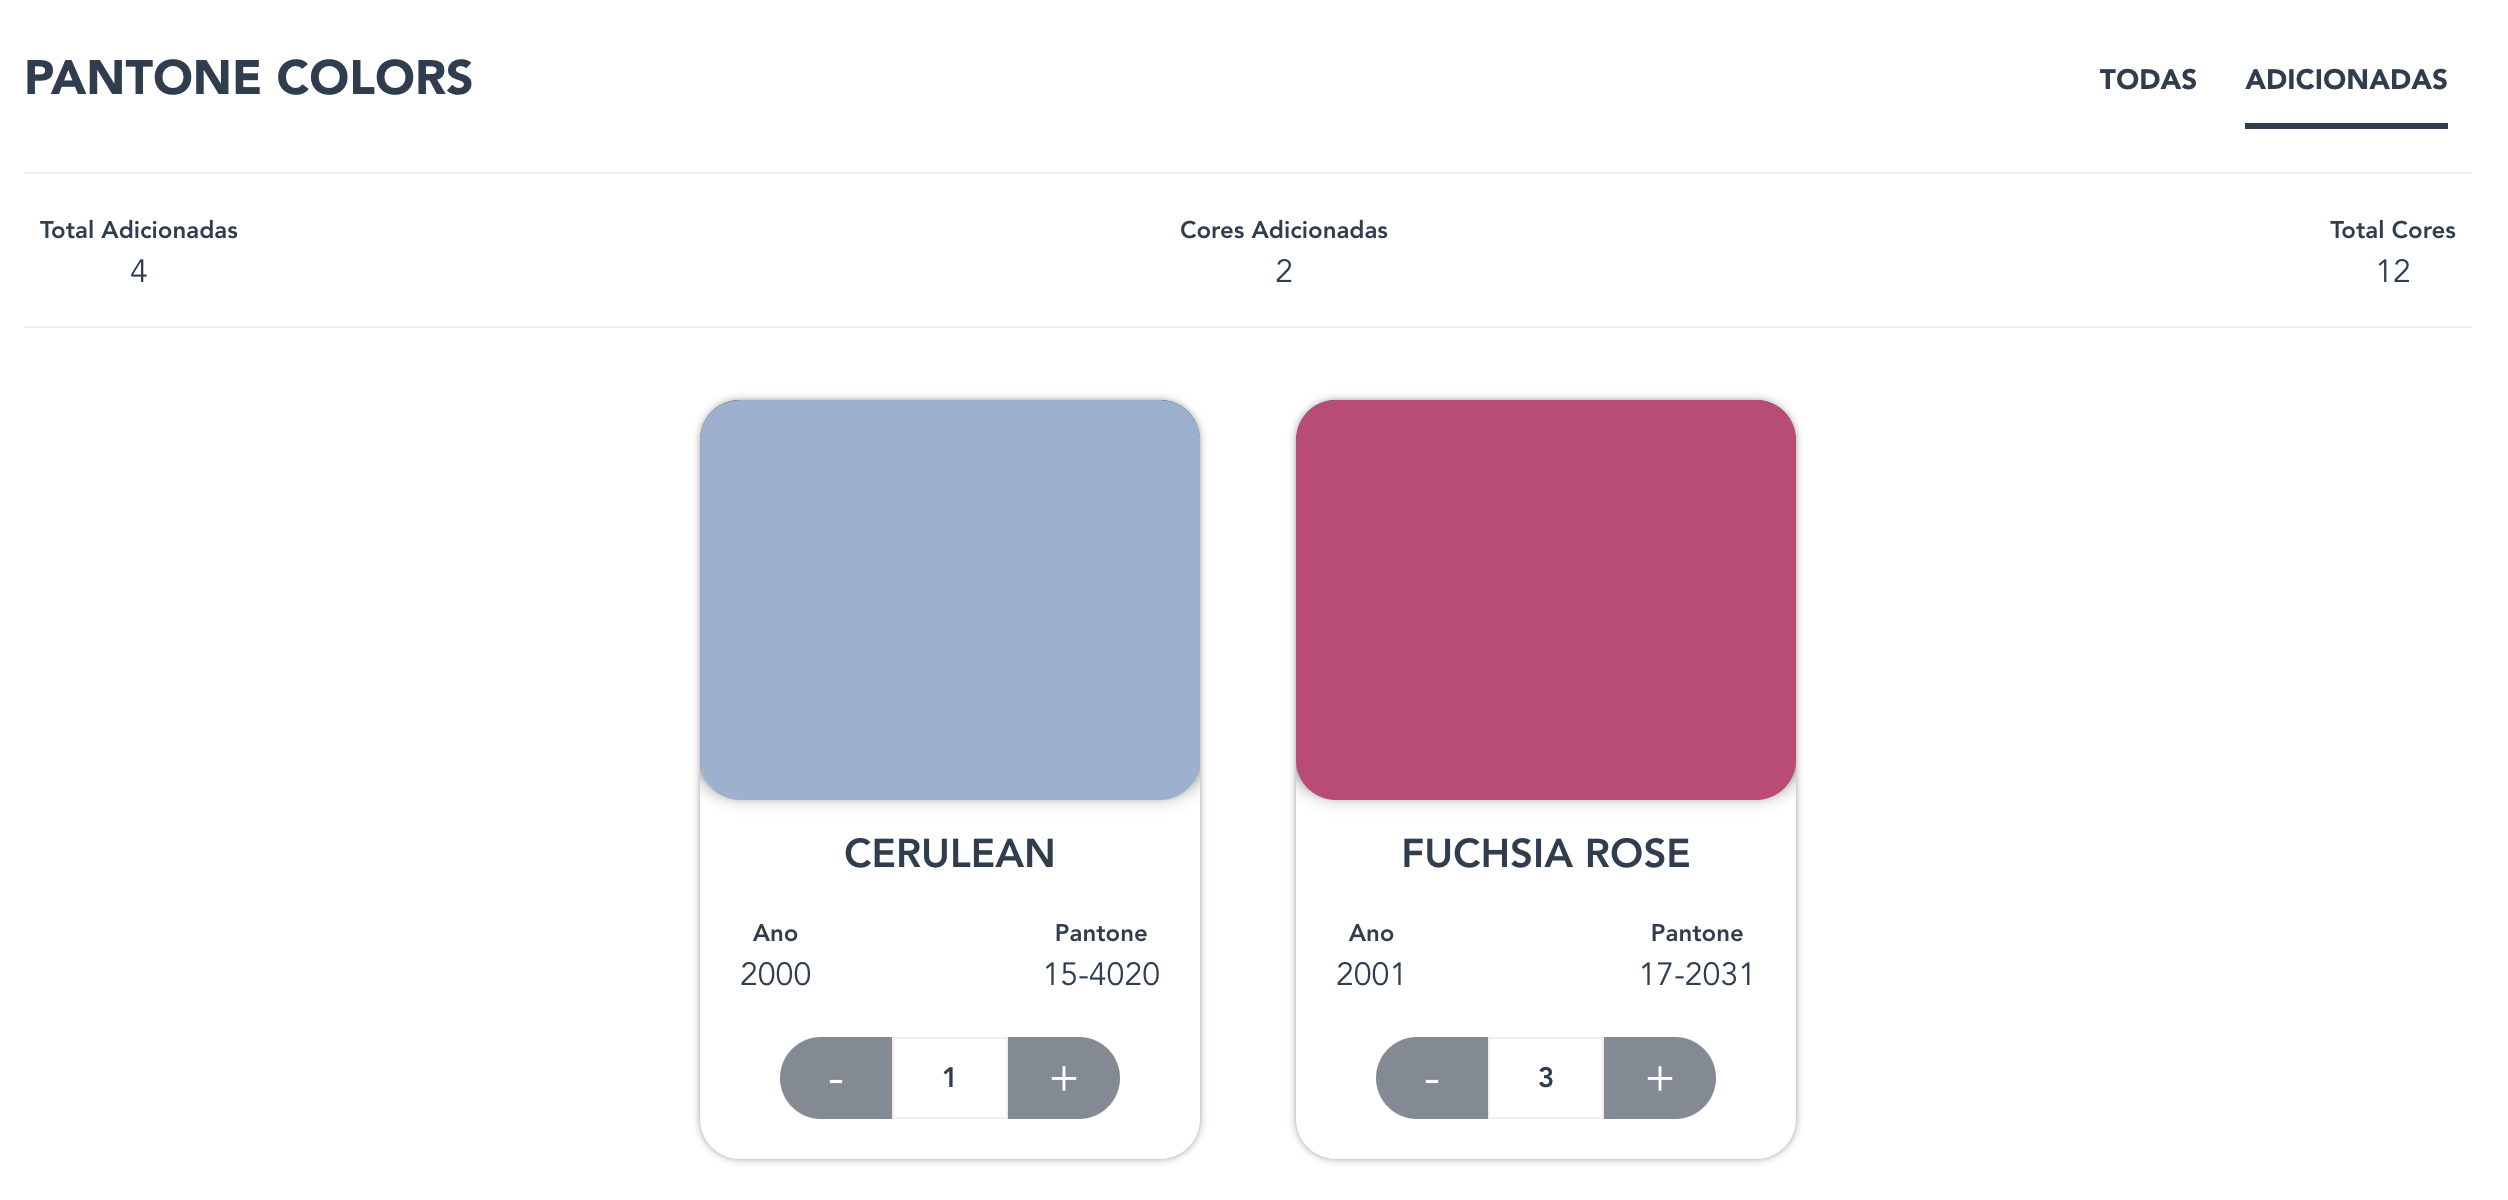 PANTONE COLORS
TODAS ADICIONADAS
Total Adicionadas
4
Cores Adicionadas
2
Total Cores
12
CERULEAN
Ano
2000
Pantone
15-4020
- 1 +
FUCHSIA ROSE
Ano
2001
Pantone
17-2031
- 3 +